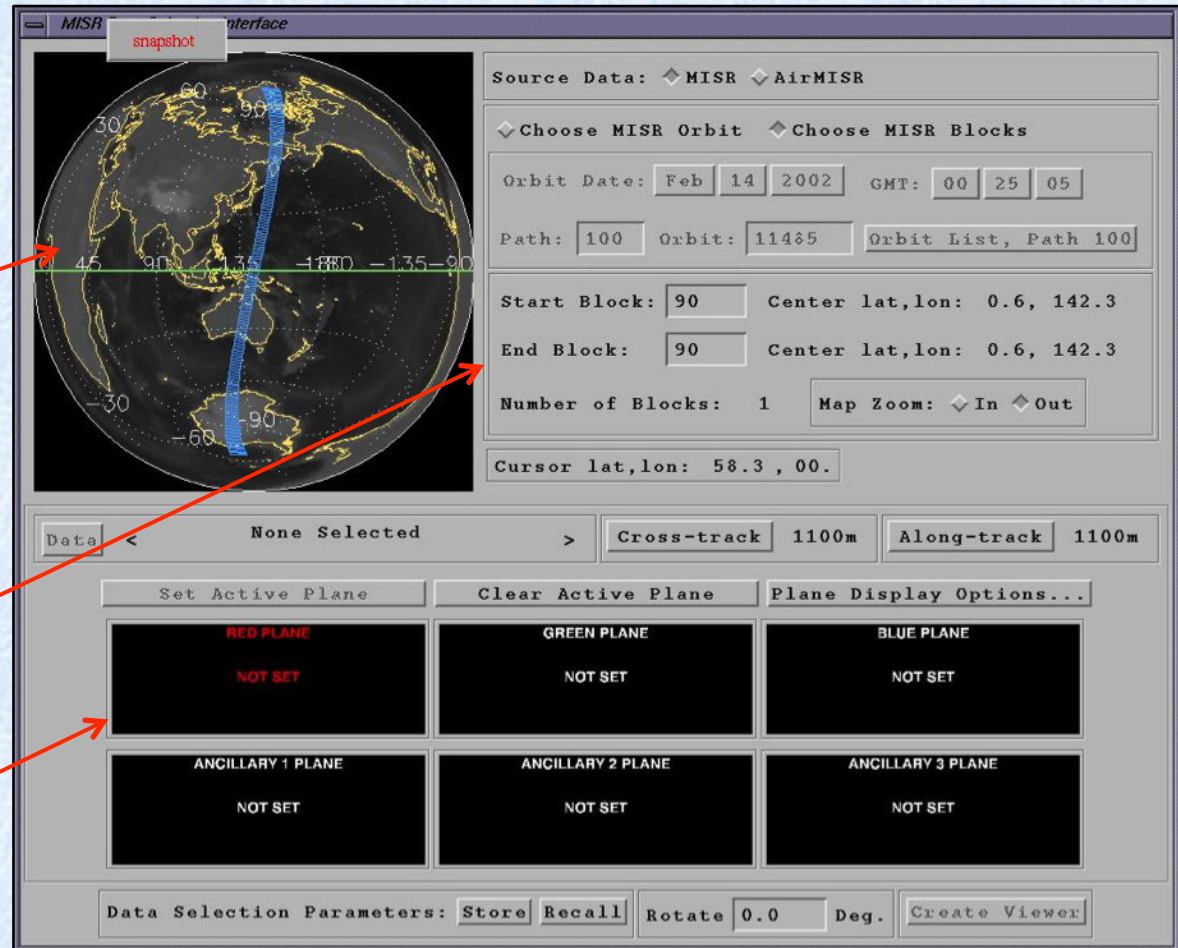 MISR
nterface
snapshot
60
90
30
0 45 90 -135 -180 -135 -90
-30
-90
-60
Source Data: MISR AirMISR
Choose MISR Orbit Choose MISR Blocks
Orbit Date: Feb 14 2002 GMT: 00 25 05
Path: 100 Orbit: 11485 Orbit List, Path 100
Start Block: 90 Center lat,lon: 0.6, 142.3
End Block: 90 Center lat,lon: 0.6, 142.3
Number of Blocks: 1 Map Zoom: In Out
Cursor lat,lon: 58.3 , 00.
Data < None Selected > Cross-track 1100m Along-track 1100m
Set Active Plane Clear Active Plane Plane Display Options...
RED PLANE GREEN PLANE BLUE PLANE
NOT SET NOT SET NOT SET
ANCILLARY 1 PLANE ANCILLARY 2 PLANE ANCILLARY 3 PLANE
NOT SET NOT SET NOT SET
Data Selection Parameters: Store Recall Rotate 0.0 Deg. Create Viewer